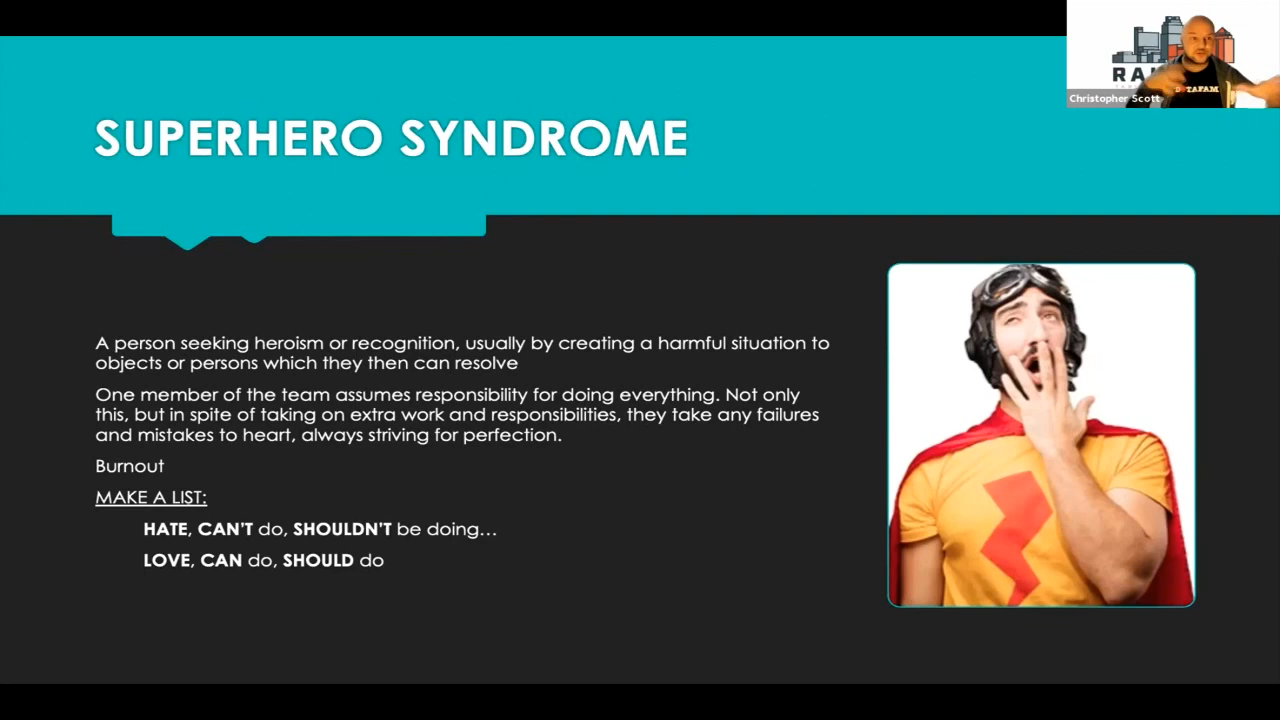 SUPERHERO SYNDROME
A person seeking heroism or recognition, usually by creating a harmful situation to
objects or persons which they then can resolve
One member of the team assumes responsibility for doing everything. Not only
this, but in spite of taking on extra work and responsibilities, they take any failures
and mistakes to heart, always striving for perfection.
Burnout
MAKE A LIST:
HATE, CAN'T do, SHOULDN'T be doing...
LOVE, CAN do, SHOULD do
Christopher Scott